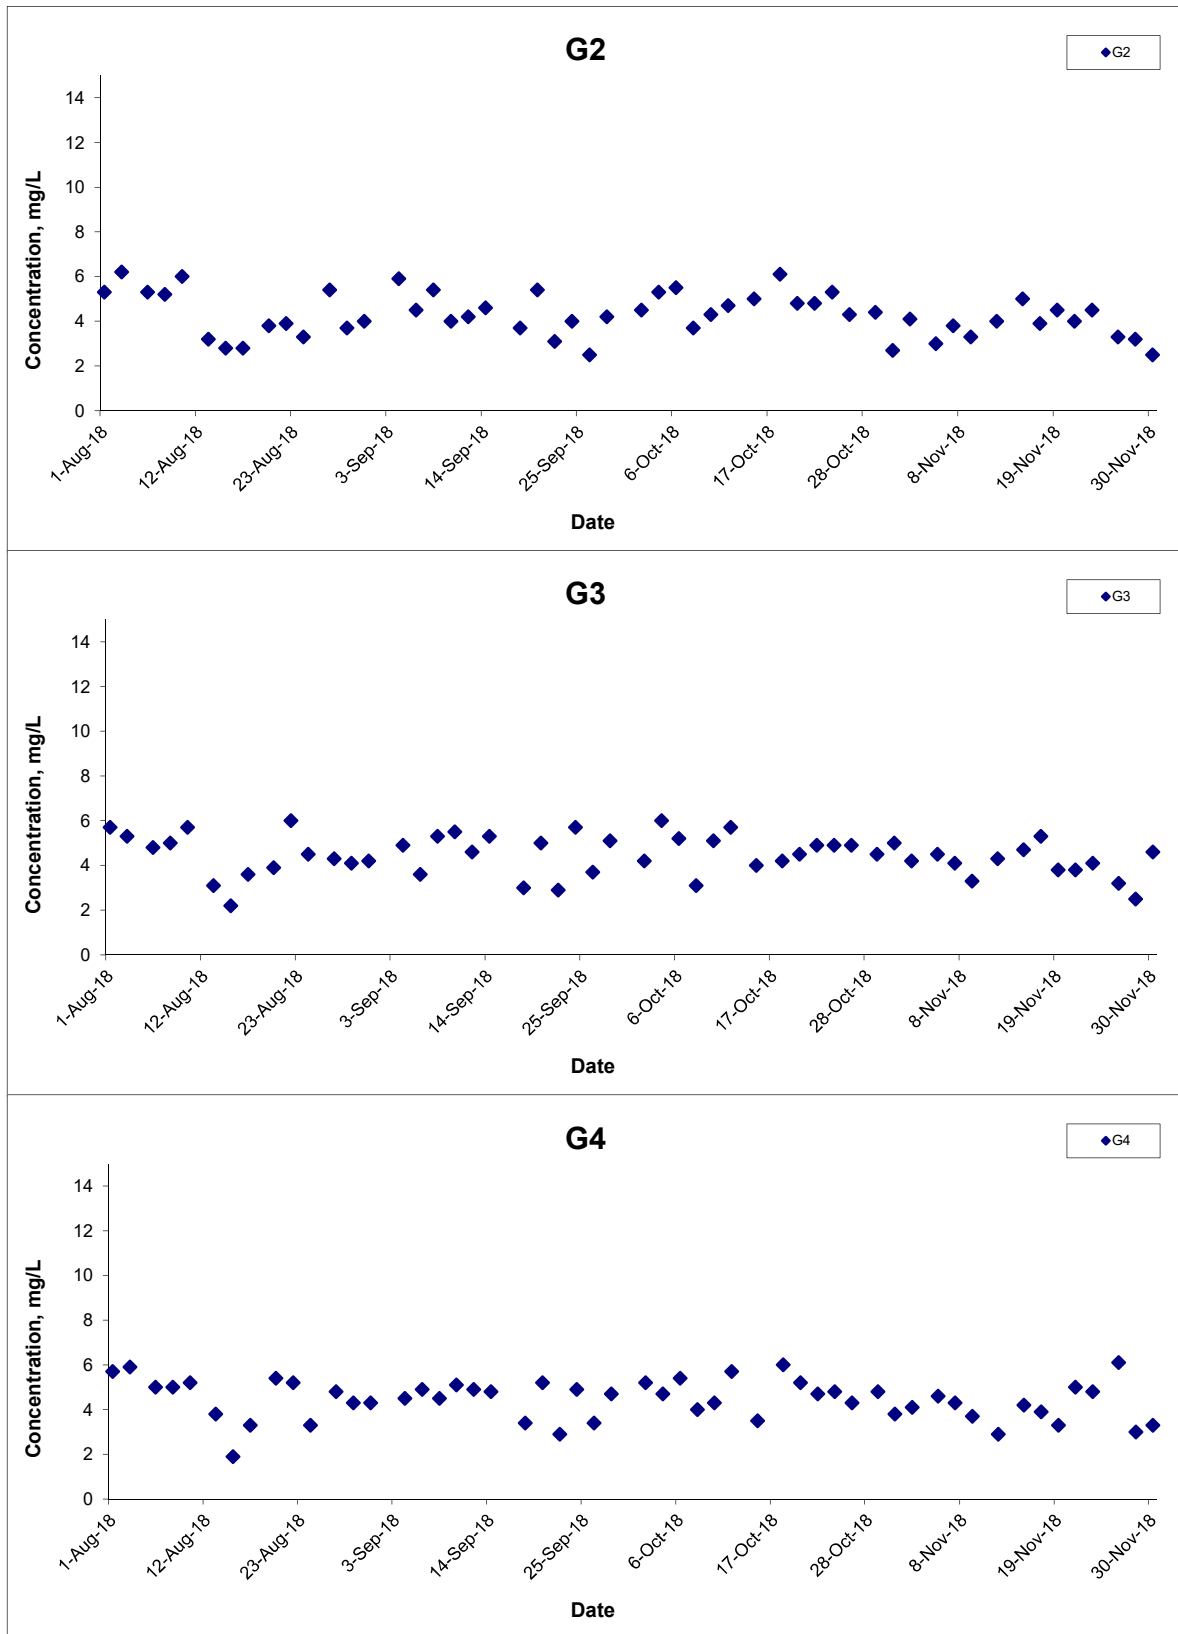 G2
G2
Concentration, mg/L
14
12
10
8
6
4
2
0
1-Aug-18
12-Aug-18
23-Aug-18
3-Sep-18
14-Sep-18
25-Sep-18
6-Oct-18
17-Oct-18
28-Oct-18
8-Nov-18
19-Nov-18
30-Nov-18
Date
G3
G3
Concentration, mg/L
14
12
10
8
6
4
2
0
1-Aug-18
12-Aug-18
23-Aug-18
3-Sep-18
14-Sep-18
25-Sep-18
6-Oct-18
17-Oct-18
28-Oct-18
8-Nov-18
19-Nov-18
30-Nov-18
Date
G4
G4
Concentration, mg/L
14
12
10
8
6
4
2
0
1-Aug-18
12-Aug-18
23-Aug-18
3-Sep-18
14-Sep-18
25-Sep-18
6-Oct-18
17-Oct-18
28-Oct-18
8-Nov-18
19-Nov-18
30-Nov-18
Date